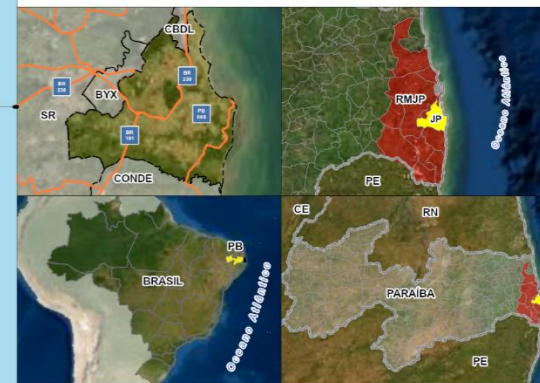 CBDL
BR
230
BR
230
BYX
PB
008
SR
BR
101
CONDE
RMJP
JP
PE
Oceano Atlântico
PB
BRASIL
Oceano Atlântico
CE
RN
PARAÍBA
PE